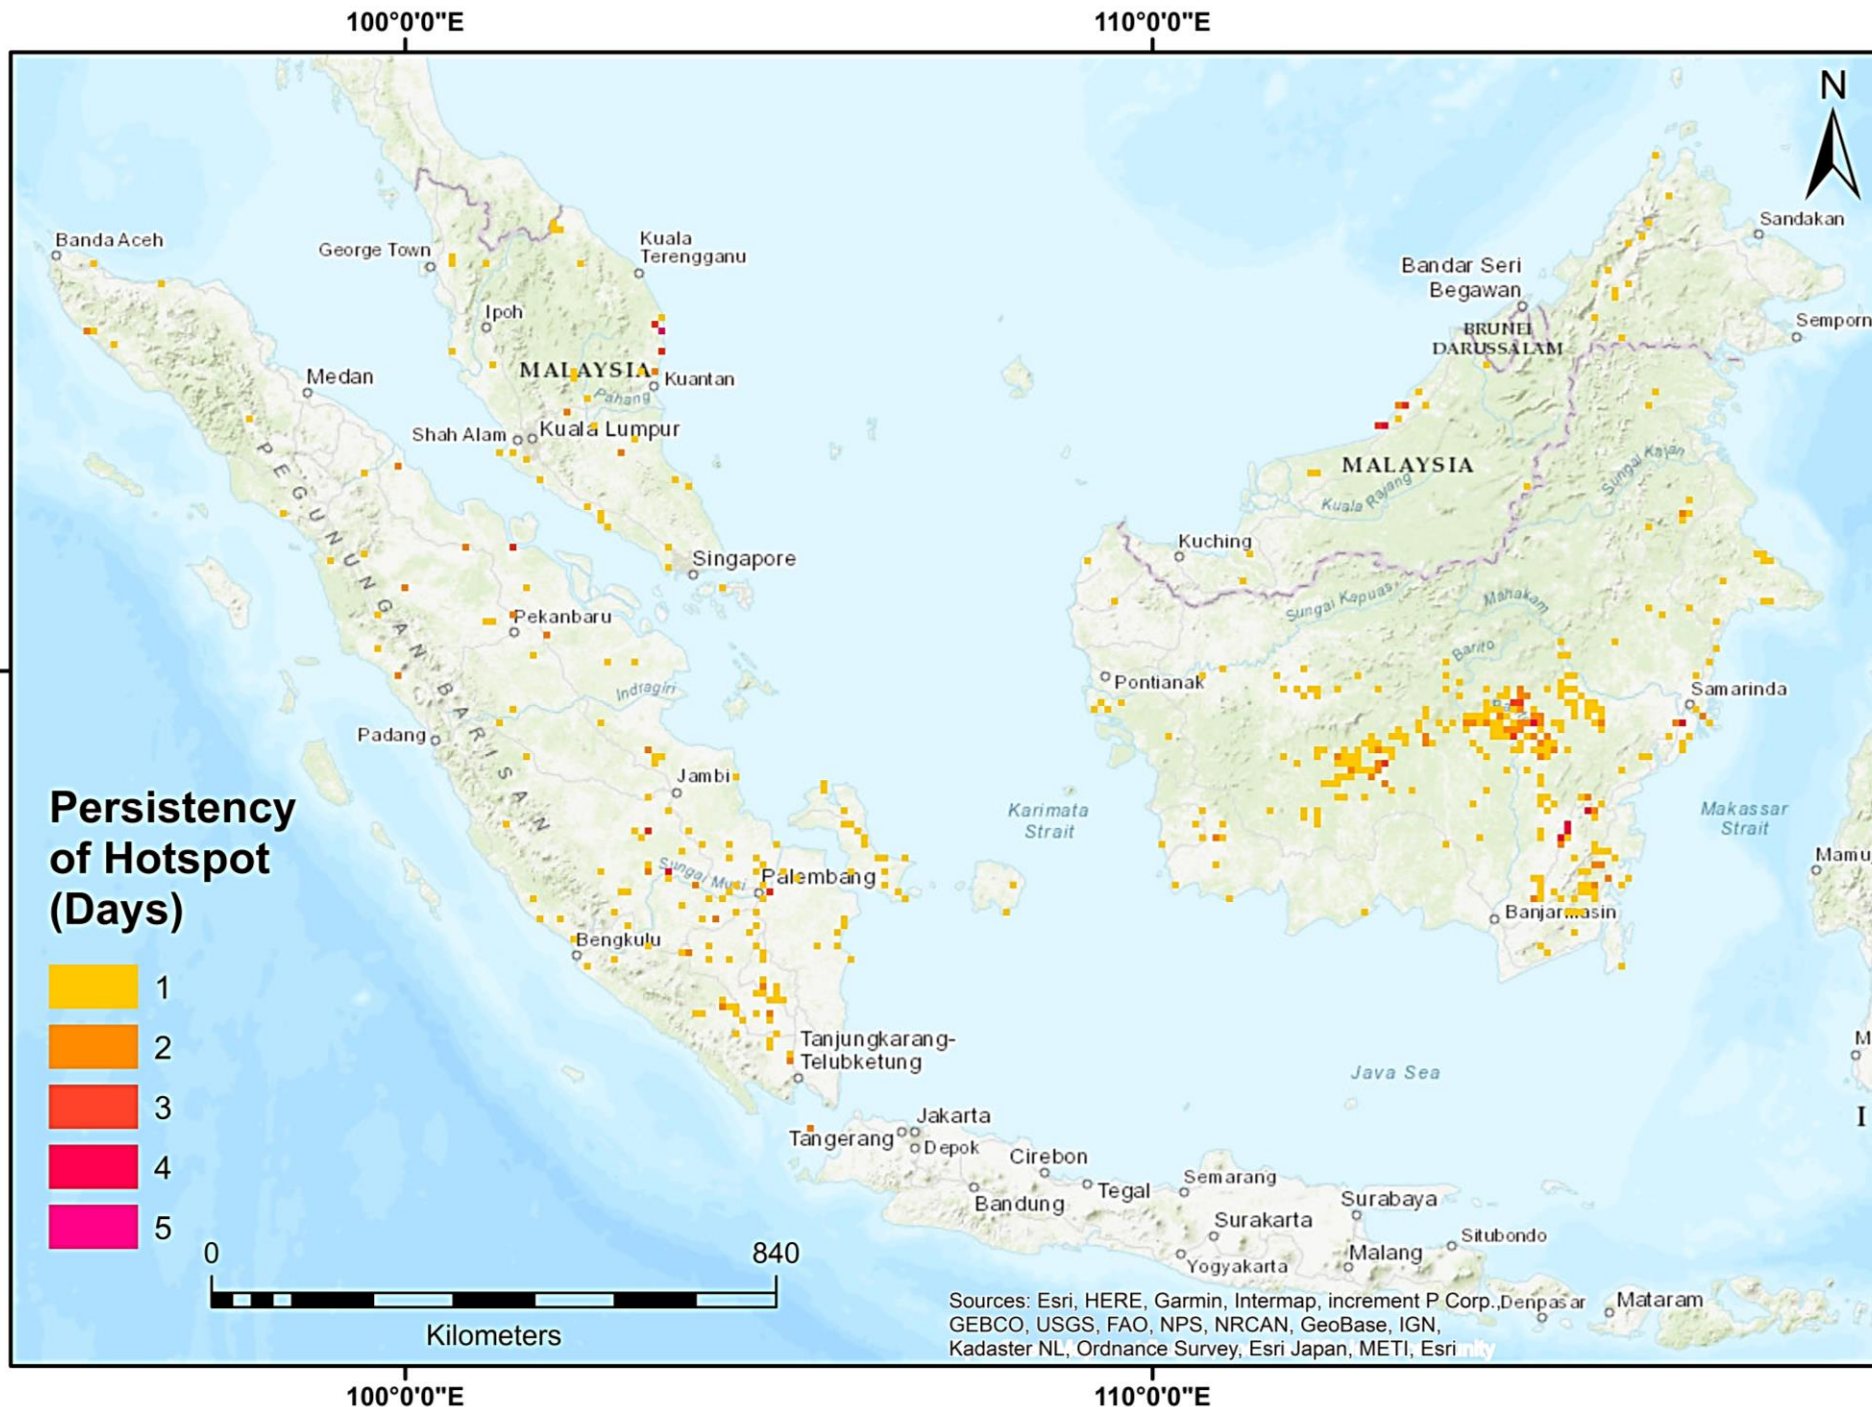 100°0'0"E
110°0'0"E
N
Banda Aceh
George Town
Kuala
Terengganu
Ipoh
Sandakan
Bandar Seri
Begawan
BRUNEI
DARUSSALAM
Semporn
MALAYSIA
Kuantan
Pahang
Medan
Shah Alam
Kuala Lumpur
MALAYSIA
Kuala Rajang
Sungai Kajan
PEGUNUNGAN BARISAN
Kuching
Singapore
Sungai Kapuas
Mahakam
Barito
Pekanbaru
Indragiri
Pontianak
Samarinda
Padang
Jambi
Karimata
Strait
Makassar
Strait
Mamu
Sungai Musi
Palembang
Bengkulu
Banjarmasin
Persistency
of Hotspot
(Days)
1
2
3
4
5
Tanjungkarang-
Telubketung
Java Sea
M
I
Jakarta
Tangerang
Depok
Cirebon
Bandung
Tegal
Semarang
Surabaya
Surakarta
Situbondo
Yogyakarta
Malang
Denpasar
Mataram
0
840
Kilometers
Sources: Esri, HERE, Garmin, Intermap, increment P Corp.,
GEBCO, USGS, FAO, NPS, NRCAN, GeoBase, IGN,
Kadaster NL, Ordnance Survey, Esri Japan, METI, Esri
100°0'0"E
110°0'0"E